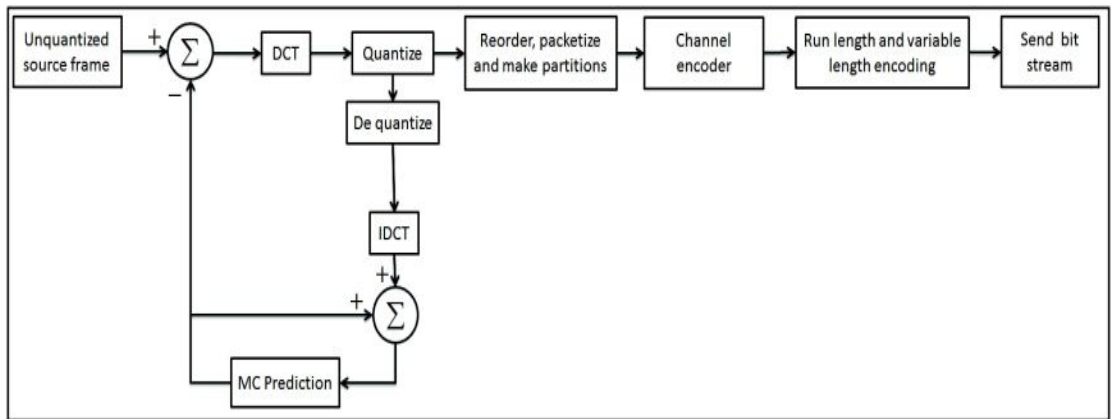 Unquantized
source frame
+
Σ
−
DCT
Quantize
Reorder, packetize
and make partitions
Channel
encoder
Run length and variable
length encoding
Send bit
stream
De quantize
IDCT
+
+
Σ
MC Prediction